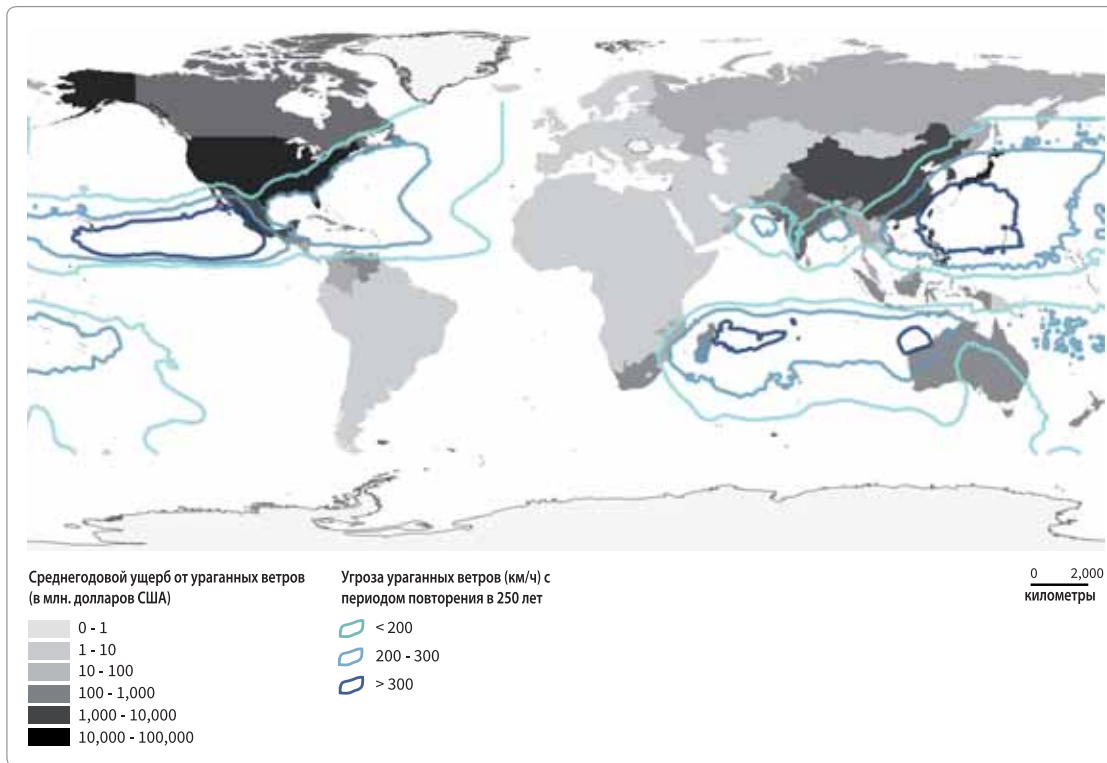 Среднегодовой ущерб от ураганных ветров
(в млн. долларов США)
0 - 1
1 - 10
10 - 100
100 - 1,000
1,000 - 10,000
10,000 - 100,000
Угроза ураганных ветров (км/ч) с
периодом повторения в 250 лет
< 200
200 - 300
> 300
0 2,000
километры